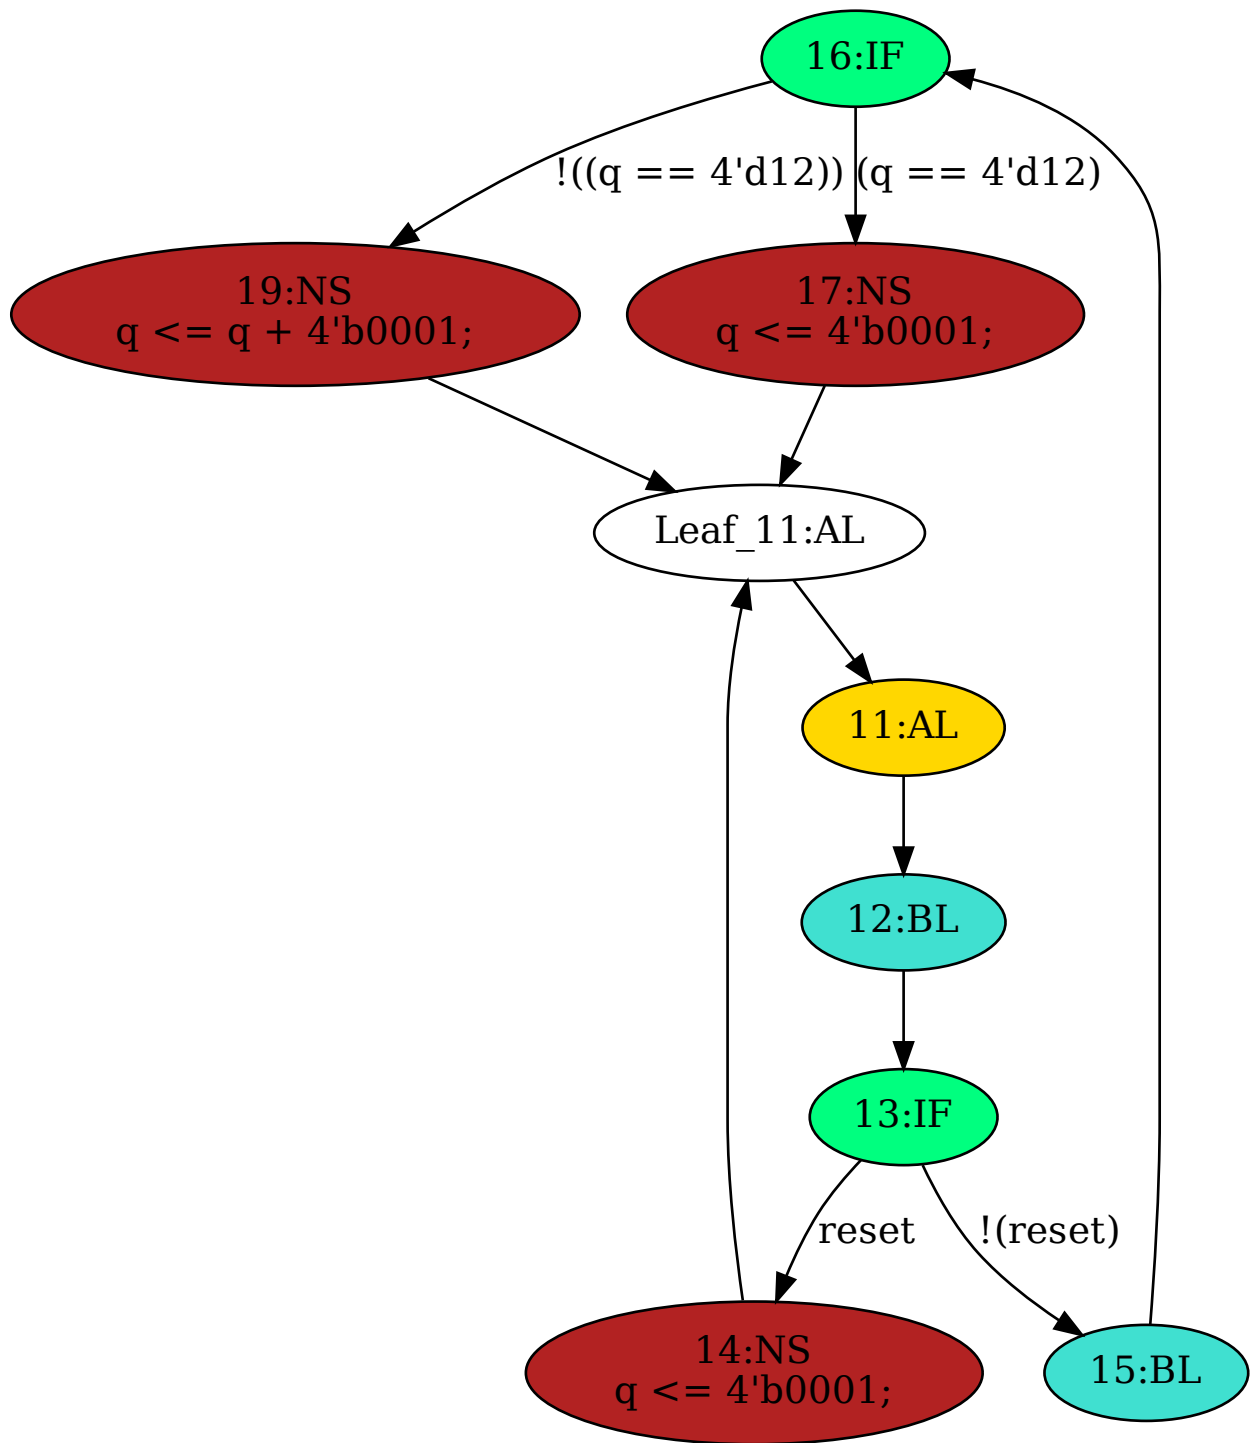 16:IF
!((q == 4'd12))
(q == 4'd12)
19:NS
q <= q + 4'b0001;
17:NS
q <= 4'b0001;
Leaf_11:AL
11:AL
12:BL
13:IF
reset
!(reset)
14:NS
q <= 4'b0001;
15:BL